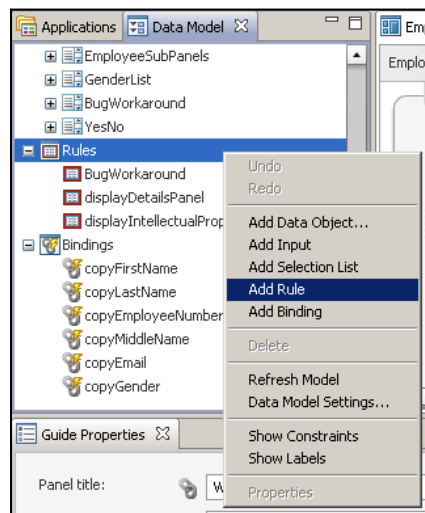 Applications Data Model Em
EmployeeSubPanels Emplo
GenderList
BugWorkaround
YesNo
Rules
BugWorkaround
displayDetailsPanel
displayIntellectualProp
Bindings
copyFirstName
copyLastName
copyEmployeeNumber
copyMiddleName
copyEmail
copyGender
Undo
Redo
Add Data Object...
Add Input
Add Selection List
Add Rule
Add Binding
Delete
Refresh Model
Data Model Settings...
Show Constraints
Show Labels
Properties
Guide Properties
Panel title: W